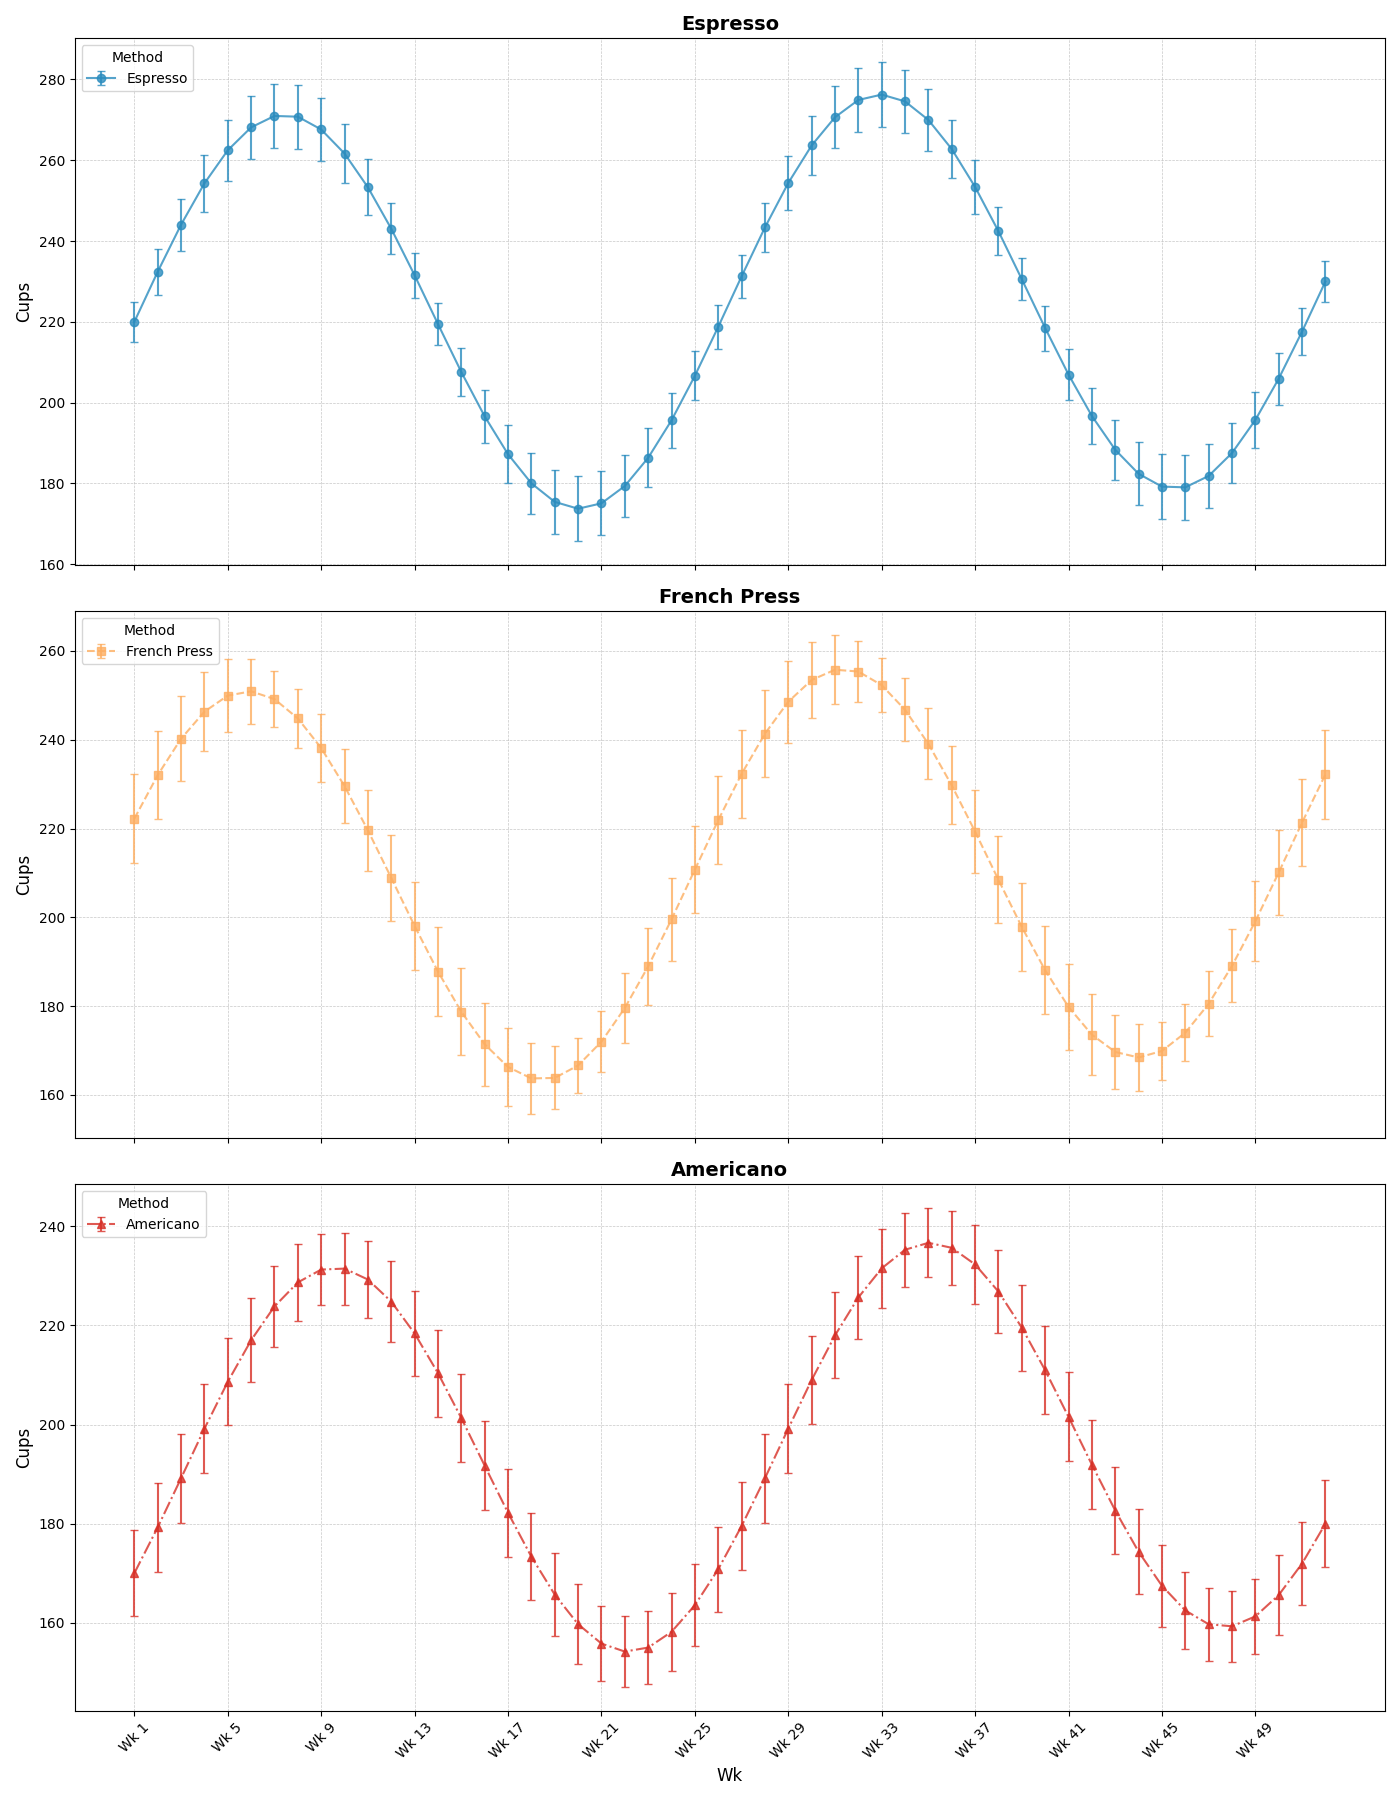 Espresso
Method
Espresso
280
260
240
220
200
180
160
Cups
French Press
Method
French Press
260
240
220
200
180
160
Cups
Americano
Method
Americano
240
220
200
180
160
Cups
Wk 1
Wk 5
Wk 9
Wk 13
Wk 17
Wk 21
Wk 25
Wk 29
Wk 33
Wk 37
Wk 41
Wk 45
Wk 49
Wk